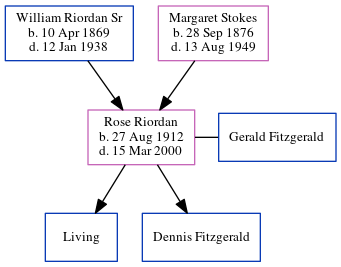 William Riordan Sr
b. 10 Apr 1869
d. 12 Jan 1938
Margaret Stokes
b. 28 Sep 1876
d. 13 Aug 1949
Rose Riordan
b. 27 Aug 1912
d. 15 Mar 2000
Gerald Fitzgerald
Living
Dennis Fitzgerald